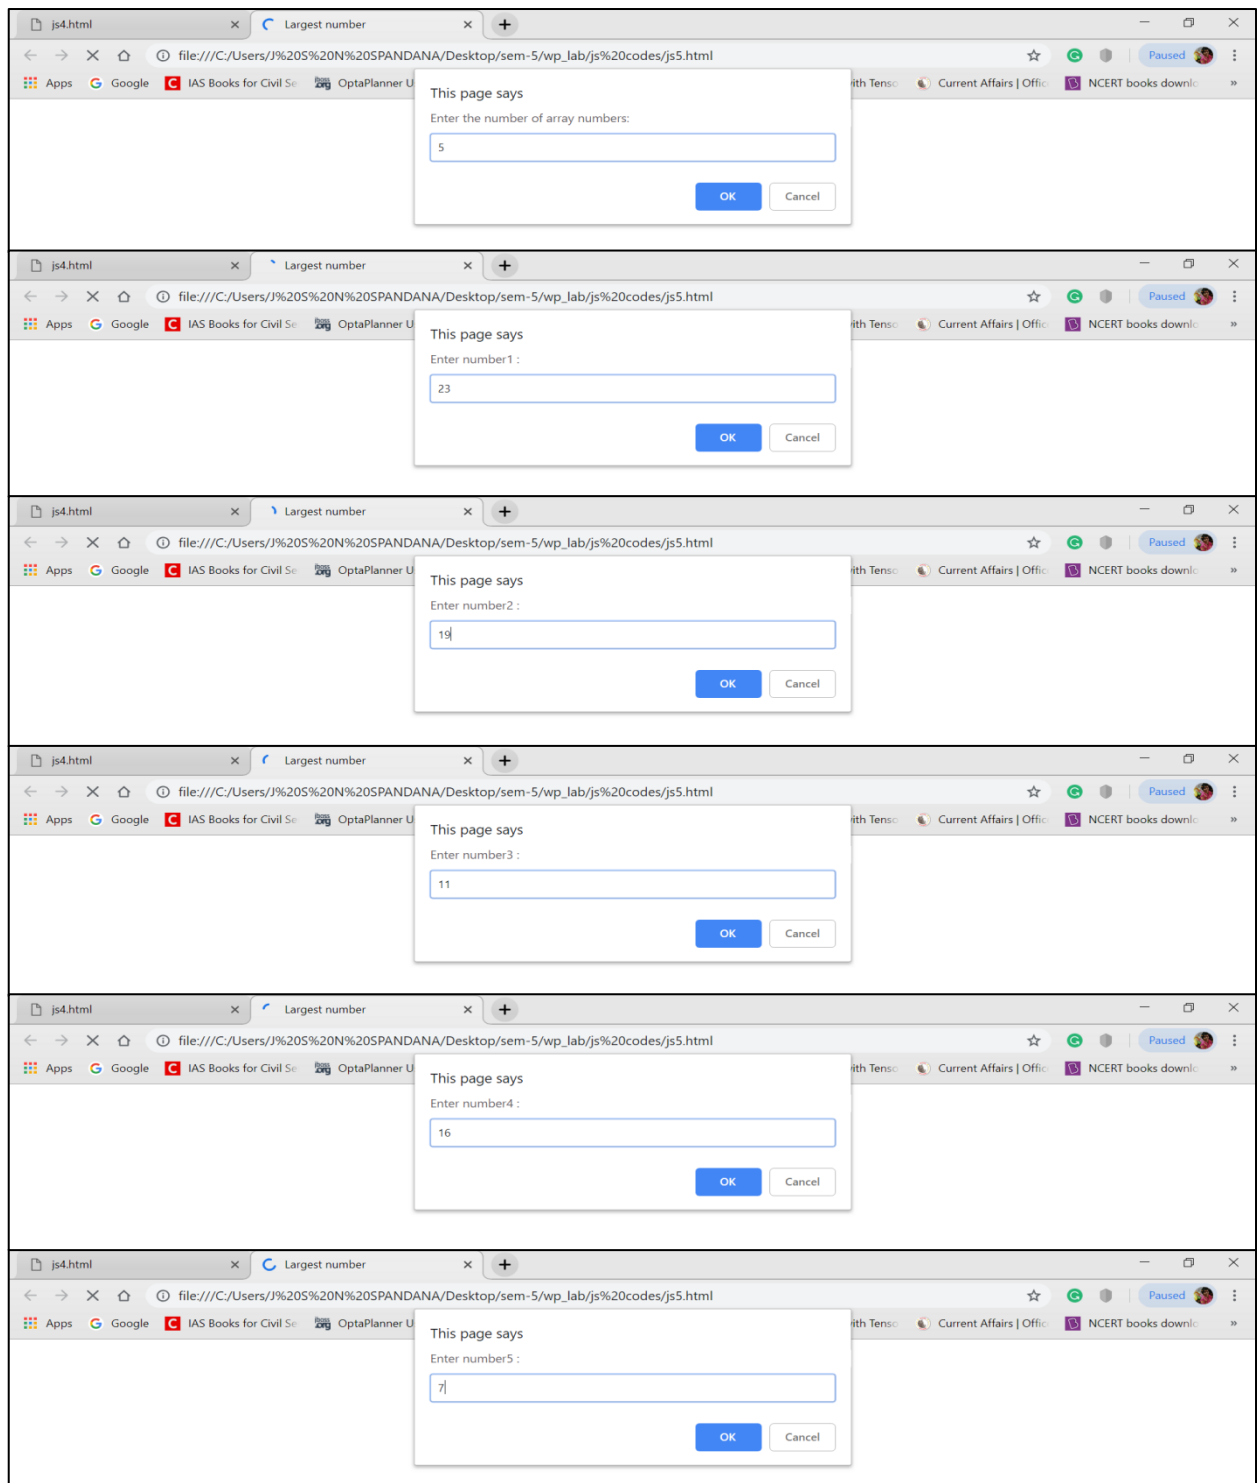 js4.html Largest number
file:///C:/Users/J%20S%20N%20SPANDANA/Desktop/sem-5/wp_lab/js%20codes/js5.html Paused
Apps Google IAS Books for Civil Se OptaPlanner U ith Tenso Current Affairs | Offic NCERT books downlo »
This page says
Enter the number of array numbers:
5
OK Cancel
js4.html Largest number
file:///C:/Users/J%20S%20N%20SPANDANA/Desktop/sem-5/wp_lab/js%20codes/js5.html Paused
Apps Google IAS Books for Civil Se OptaPlanner U ith Tenso Current Affairs | Offic NCERT books downlo »
This page says
Enter number1 :
23
OK Cancel
js4.html Largest number
file:///C:/Users/J%20S%20N%20SPANDANA/Desktop/sem-5/wp_lab/js%20codes/js5.html Paused
Apps Google IAS Books for Civil Se OptaPlanner U ith Tenso Current Affairs | Offic NCERT books downlo »
This page says
Enter number2 :
19
OK Cancel
js4.html Largest number
file:///C:/Users/J%20S%20N%20SPANDANA/Desktop/sem-5/wp_lab/js%20codes/js5.html Paused
Apps Google IAS Books for Civil Se OptaPlanner U ith Tenso Current Affairs | Offic NCERT books downlo »
This page says
Enter number3 :
11
OK Cancel
js4.html Largest number
file:///C:/Users/J%20S%20N%20SPANDANA/Desktop/sem-5/wp_lab/js%20codes/js5.html Paused
Apps Google IAS Books for Civil Se OptaPlanner U ith Tenso Current Affairs | Offic NCERT books downlo »
This page says
Enter number4 :
16
OK Cancel
js4.html Largest number
file:///C:/Users/J%20S%20N%20SPANDANA/Desktop/sem-5/wp_lab/js%20codes/js5.html Paused
Apps Google IAS Books for Civil Se OptaPlanner U ith Tenso Current Affairs | Offic NCERT books downlo »
This page says
Enter number5 :
7
OK Cancel